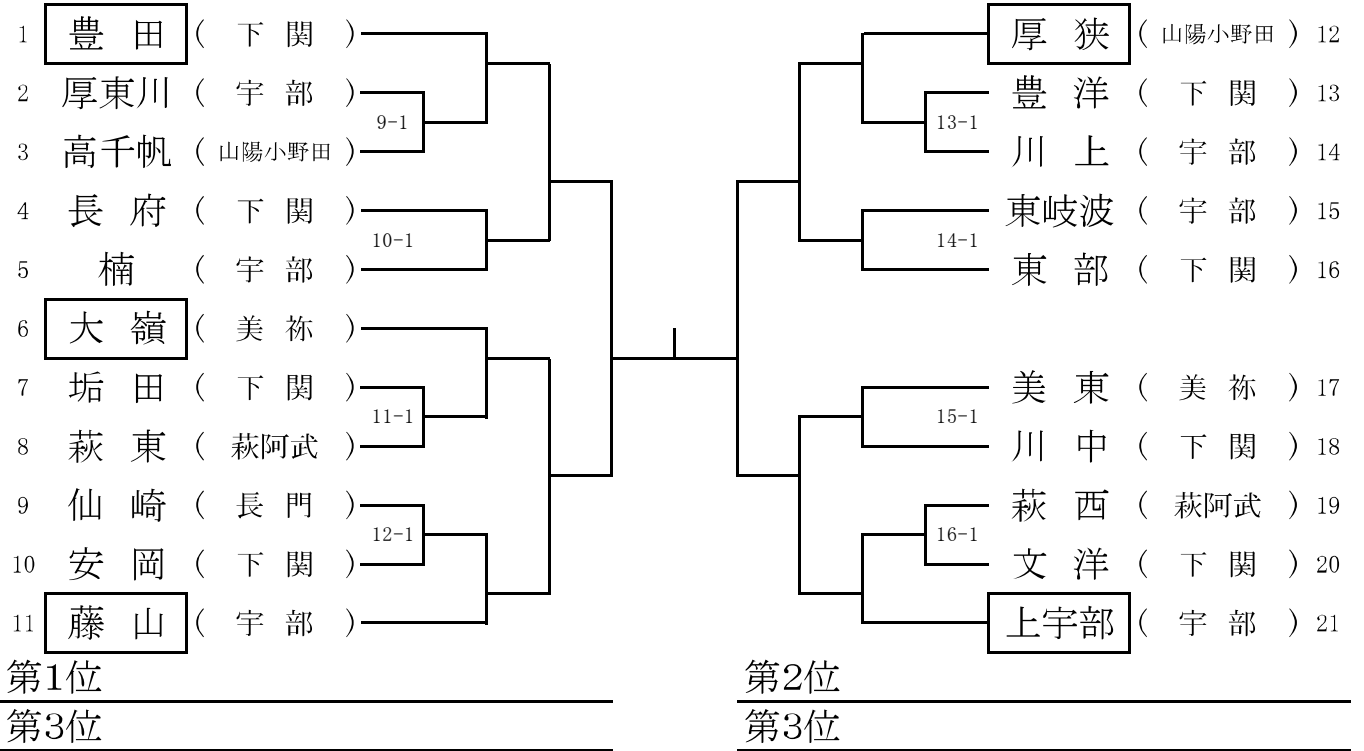 1 豊田 (下関)
2 厚東川 (宇部)
9-1
3 高千帆 (山陽小野田)
4 長府 (下関)
10-1
5 楠 (宇部)
6 大嶺 (美祢)
7 垢田 (下関)
11-1
8 萩東 (萩阿武)
9 仙崎 (長門)
12-1
10 安岡 (下関)
11 藤山 (宇部)
厚狭 (山陽小野田) 12
豊洋 (下関) 13
13-1
川上 (宇部) 14
東岐波 (宇部) 15
14-1
東部 (下関) 16
美東 (美祢) 17
15-1
川中 (下関) 18
萩西 (萩阿武) 19
16-1
文洋 (下関) 20
上宇部 (宇部) 21
第1位
第2位
第3位
第3位